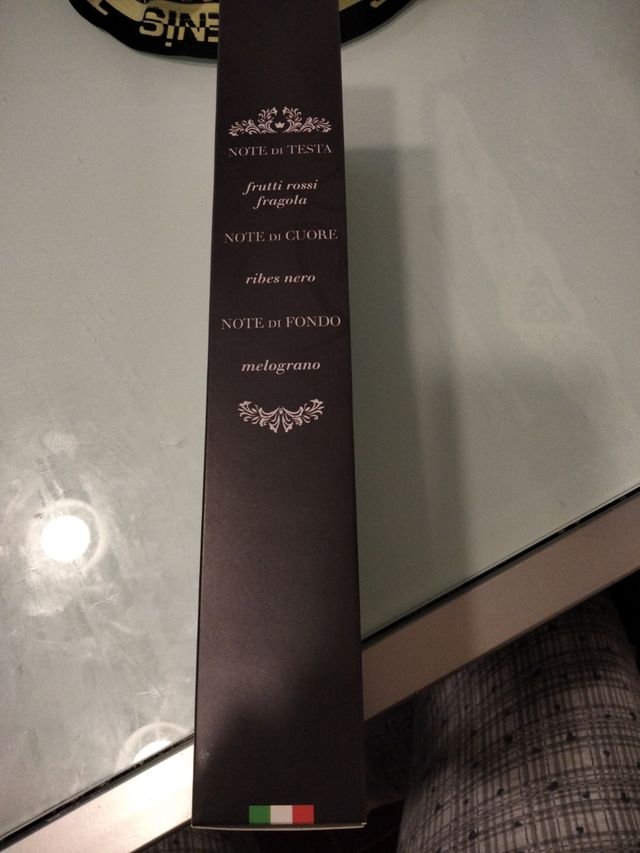 NOTE DI TESTA
frutti rossi
fragola
NOTE DI CUORE
ribes nero
NOTE DI FONDO
melograno